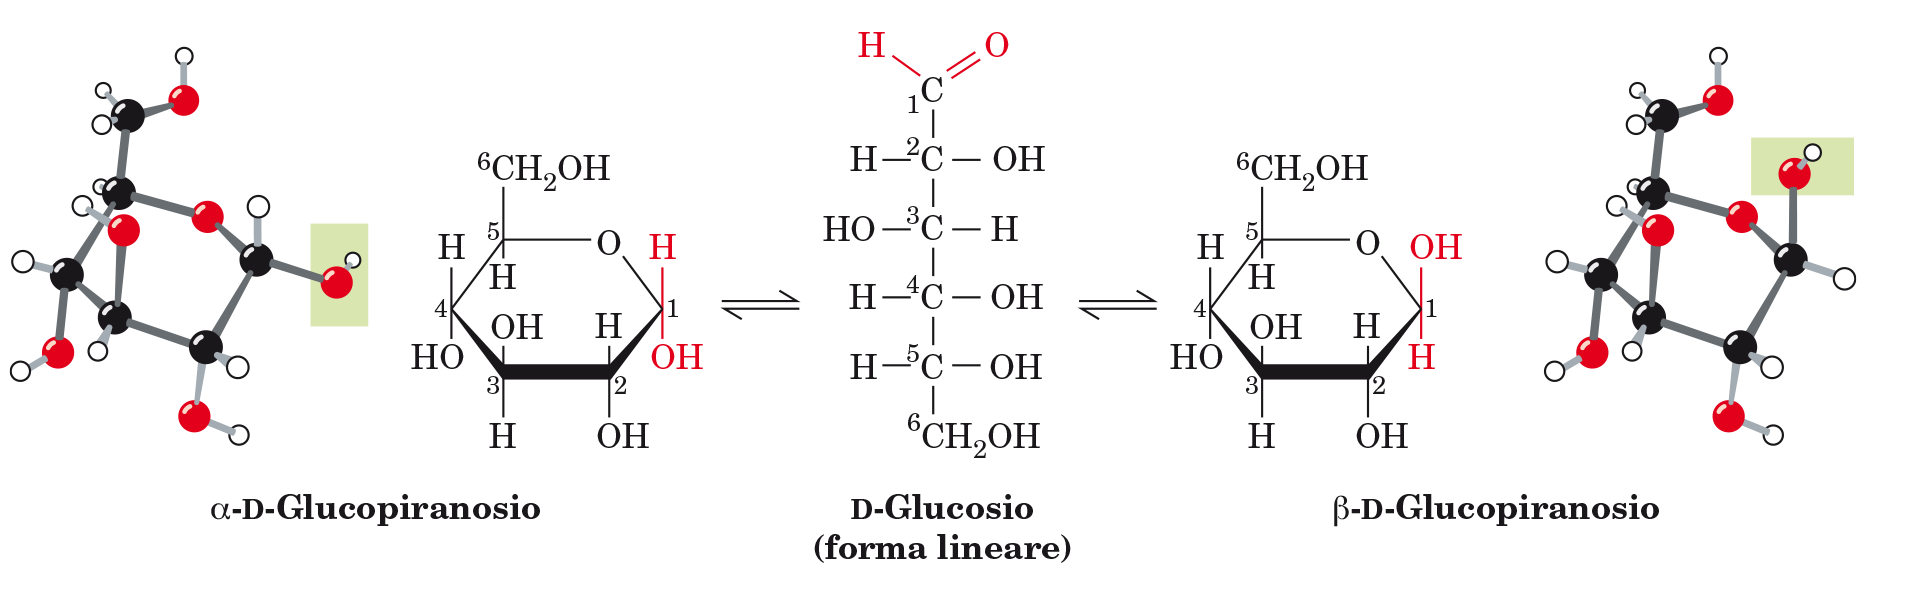 ⁶CH₂OH
5 O
H H H
4 1
OH H
HO OH
3 2
H OH
α-D-Glucopiranosio
H O
1C
H—²C—OH
HO—³C—H
H—⁴C—OH
H—⁵C—OH
⁶CH₂OH
D-Glucosio
(forma lineare)
⁶CH₂OH
5 O
H H OH
4 1
OH H
HO H
3 2
H OH
β-D-Glucopiranosio